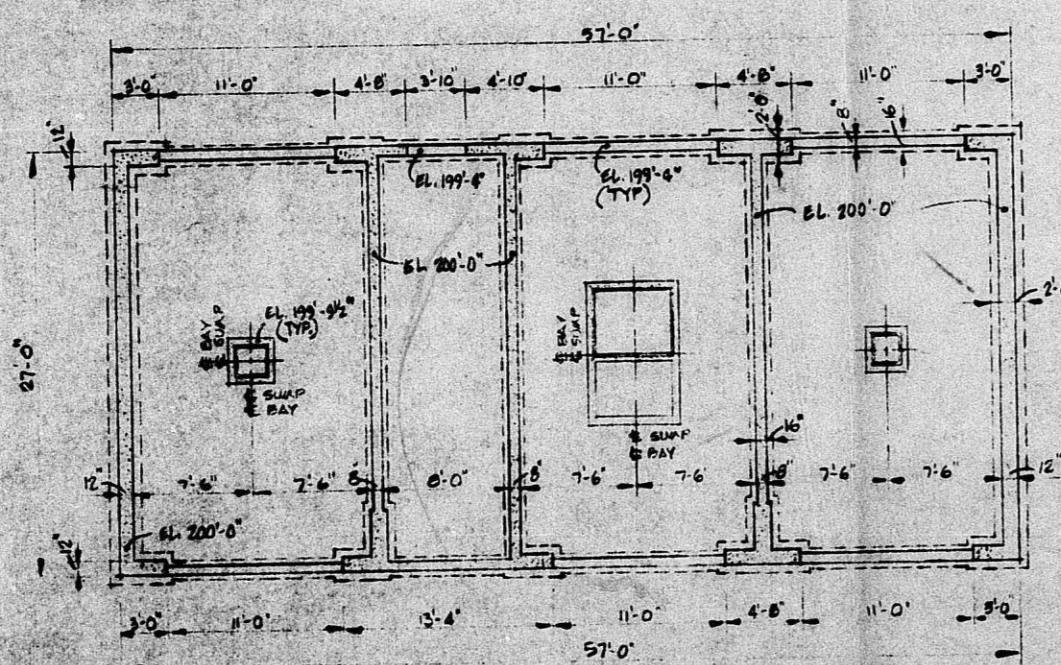 57'-0"
3'-0" 11'-0" 4'-8" 3'-10" 4'-10" 11'-0" 4'-8" 11'-0" 3'-0"
12" 2'-8" 8" 16"
EL. 199'-4"
EL. 199'-4"
(TYP)
EL. 200'-0"
EL. 200'-0"
27'-0"
EL. 199'-9½"
(TYP.)
℄ BAY
℄ SUMP
℄ SUMP
℄ BAY
℄ BAY
℄ SUMP
℄ SUMP
℄ BAY
16"
12" 7'-6" 7'-6" 8" 8'-0" 8" 7'-6" 7'-6" 8" 7'-6" 7'-6" 12"
EL. 200'-0"
12"
3'-0" 11'-0" 13'-4" 11'-0" 4'-8" 11'-0" 3'-0"
57'-0"